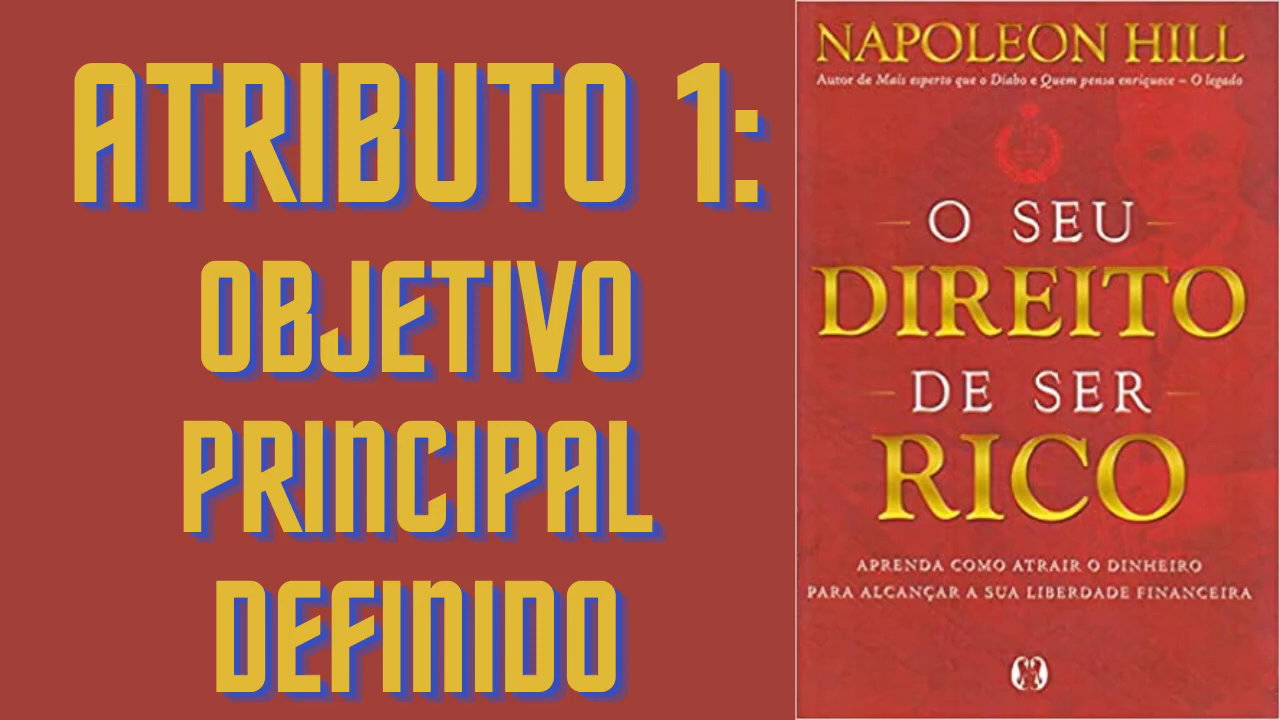 ATRIBUTO 1:
OBJETIVO
PRINCIPAL
DEFINIDO
NAPOLEON HILL
Autor de Mais esperto que o Diabo e Quem pensa enriquece – O legado
O SEU
DIREITO
DE SER
RICO
APRENDA COMO ATRAIR O DINHEIRO
PARA ALCANÇAR A SUA LIBERDADE FINANCEIRA